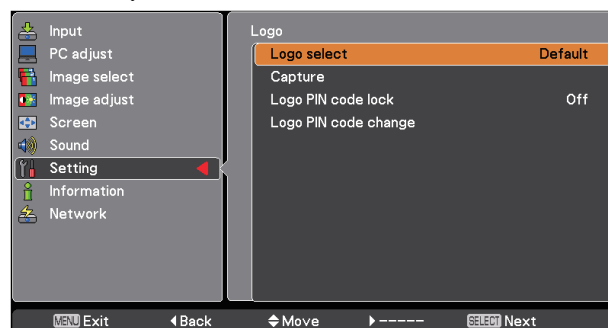 Input
PC adjust
Image select
Image adjust
Screen
Sound
Setting
Information
Network
Logo
Logo select Default
Capture
Logo PIN code lock Off
Logo PIN code change
MENU Exit Back Move ----- SELECT Next